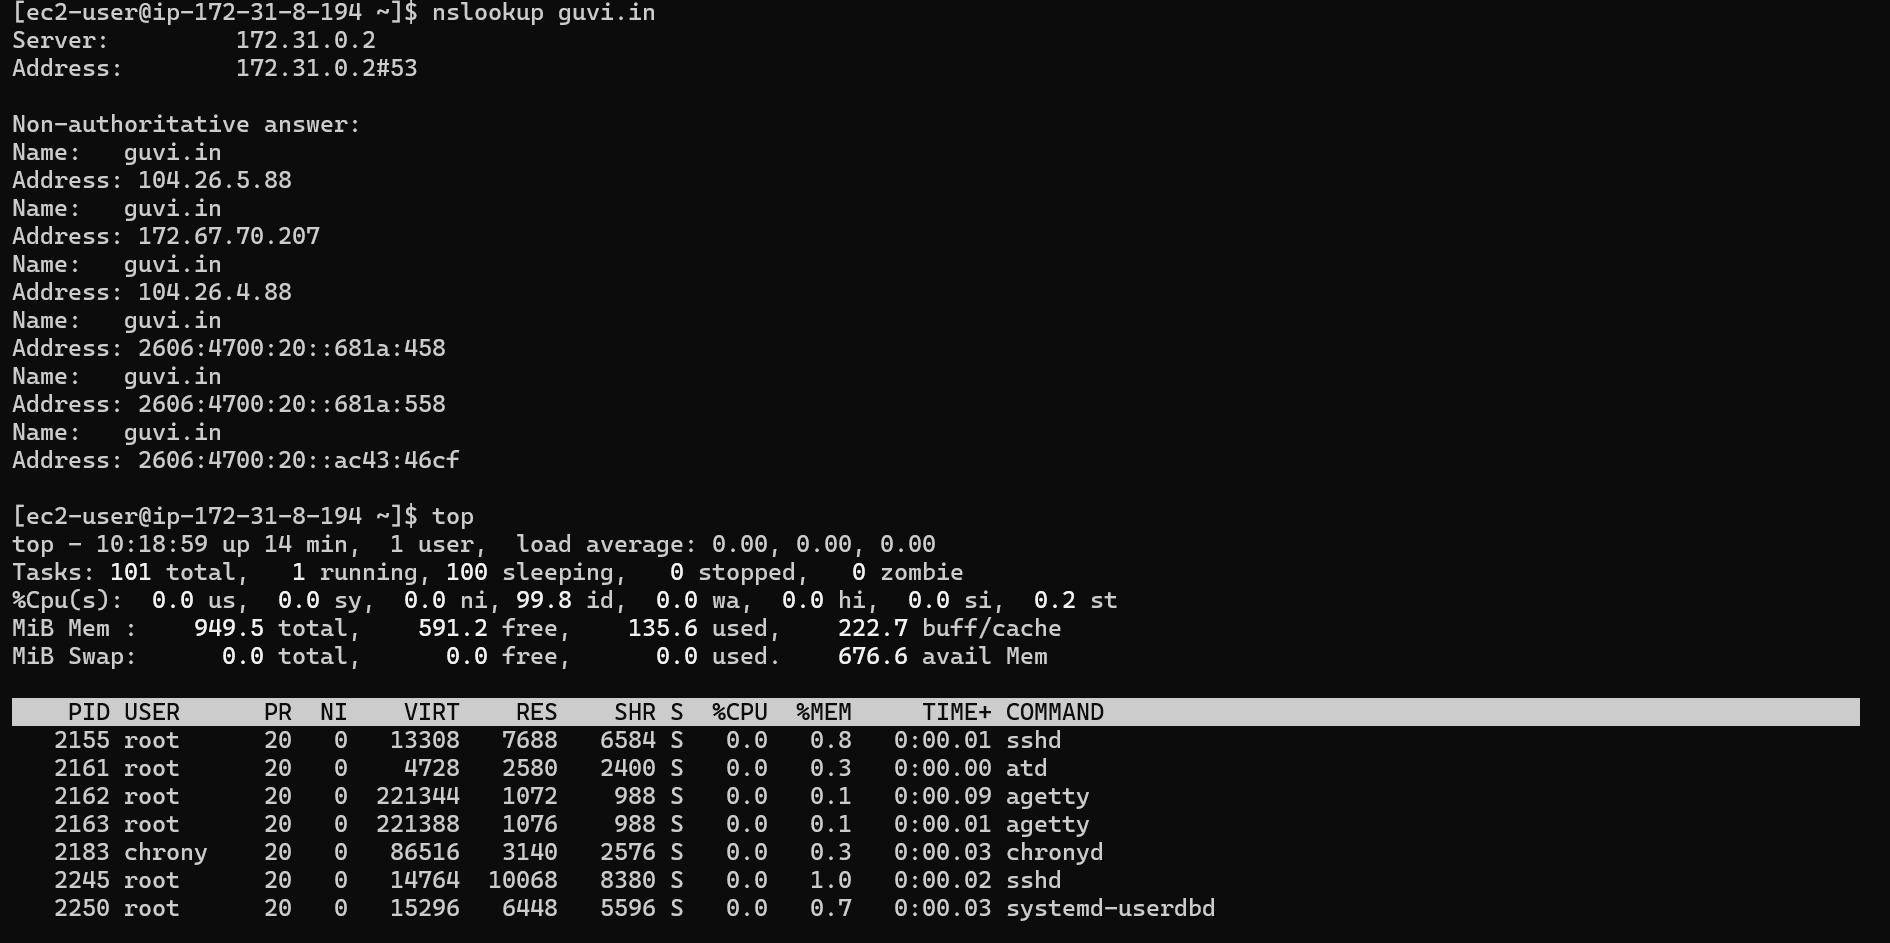 [ec2-user@ip-172-31-8-194 ~]$ nslookup guvi.in
Server:         172.31.0.2
Address:        172.31.0.2#53

Non-authoritative answer:
Name:   guvi.in
Address: 104.26.5.88
Name:   guvi.in
Address: 172.67.70.207
Name:   guvi.in
Address: 104.26.4.88
Name:   guvi.in
Address: 2606:4700:20::681a:458
Name:   guvi.in
Address: 2606:4700:20::681a:558
Name:   guvi.in
Address: 2606:4700:20::ac43:46cf

[ec2-user@ip-172-31-8-194 ~]$ top
top - 10:18:59 up 14 min,  1 user,  load average: 0.00, 0.00, 0.00
Tasks: 101 total,   1 running, 100 sleeping,   0 stopped,   0 zombie
%Cpu(s):  0.0 us,  0.0 sy,  0.0 ni, 99.8 id,  0.0 wa,  0.0 hi,  0.0 si,  0.2 st
MiB Mem :    949.5 total,    591.2 free,    135.6 used,    222.7 buff/cache
MiB Swap:      0.0 total,      0.0 free,      0.0 used.    676.6 avail Mem

    PID USER      PR  NI    VIRT    RES    SHR S  %CPU  %MEM     TIME+ COMMAND
   2155 root      20   0   13308   7688   6584 S   0.0   0.8   0:00.01 sshd
   2161 root      20   0    4728   2580   2400 S   0.0   0.3   0:00.00 atd
   2162 root      20   0  221344   1072    988 S   0.0   0.1   0:00.09 agetty
   2163 root      20   0  221388   1076    988 S   0.0   0.1   0:00.01 agetty
   2183 chrony    20   0   86516   3140   2576 S   0.0   0.3   0:00.03 chronyd
   2245 root      20   0   14764  10068   8380 S   0.0   1.0   0:00.02 sshd
   2250 root      20   0   15296   6448   5596 S   0.0   0.7   0:00.03 systemd-userdbd